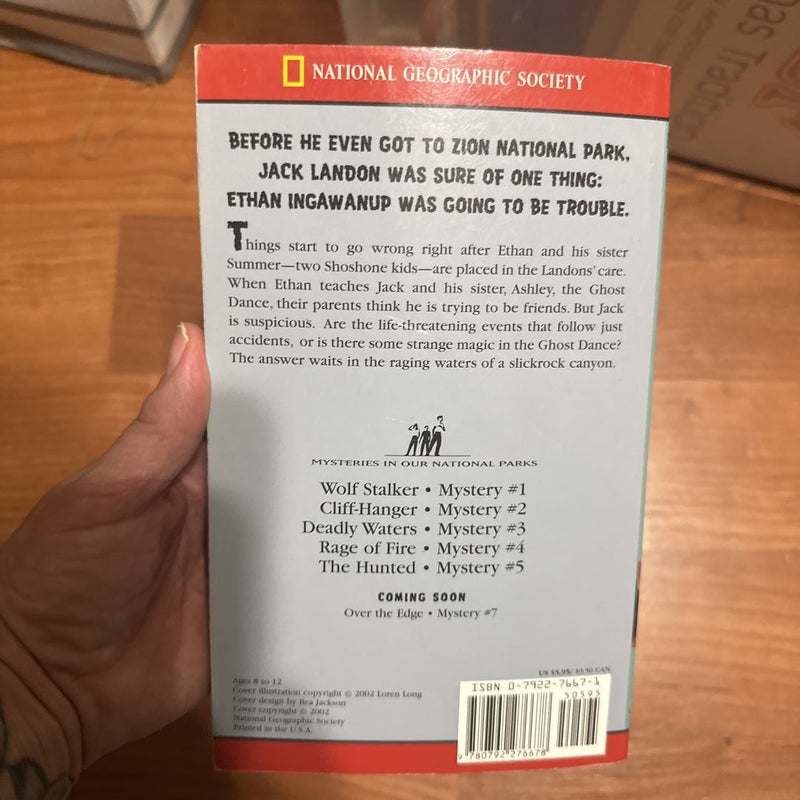 NATIONAL GEOGRAPHIC SOCIETY
BEFORE HE EVEN GOT TO ZION NATIONAL PARK,
JACK LANDON WAS SURE OF ONE THING:
ETHAN INGAWANUP WAS GOING TO BE TROUBLE.
Things start to go wrong right after Ethan and his sister
Summer—two Shoshone kids—are placed in the Landons' care.
When Ethan teaches Jack and his sister, Ashley, the Ghost
Dance, their parents think he is trying to be friends. But Jack
is suspicious. Are the life-threatening events that follow just
accidents, or is there some strange magic in the Ghost Dance?
The answer waits in the raging waters of a slickrock canyon.
MYSTERIES IN OUR NATIONAL PARKS
Wolf Stalker • Mystery #1
Cliff-Hanger • Mystery #2
Deadly Waters • Mystery #3
Rage of Fire • Mystery #4
The Hunted • Mystery #5
COMING SOON
Over the Edge • Mystery #7
Ages 8 to 12
Cover illustration copyright © 2002 Loren Long
Cover design by Bea Jackson
Cover copyright © 2002
National Geographic Society
Printed in the U.S.A.
US $5.95/ $9.50 CAN
ISBN 0-7922-7667-1
50595
9 780792 276678
Tradition